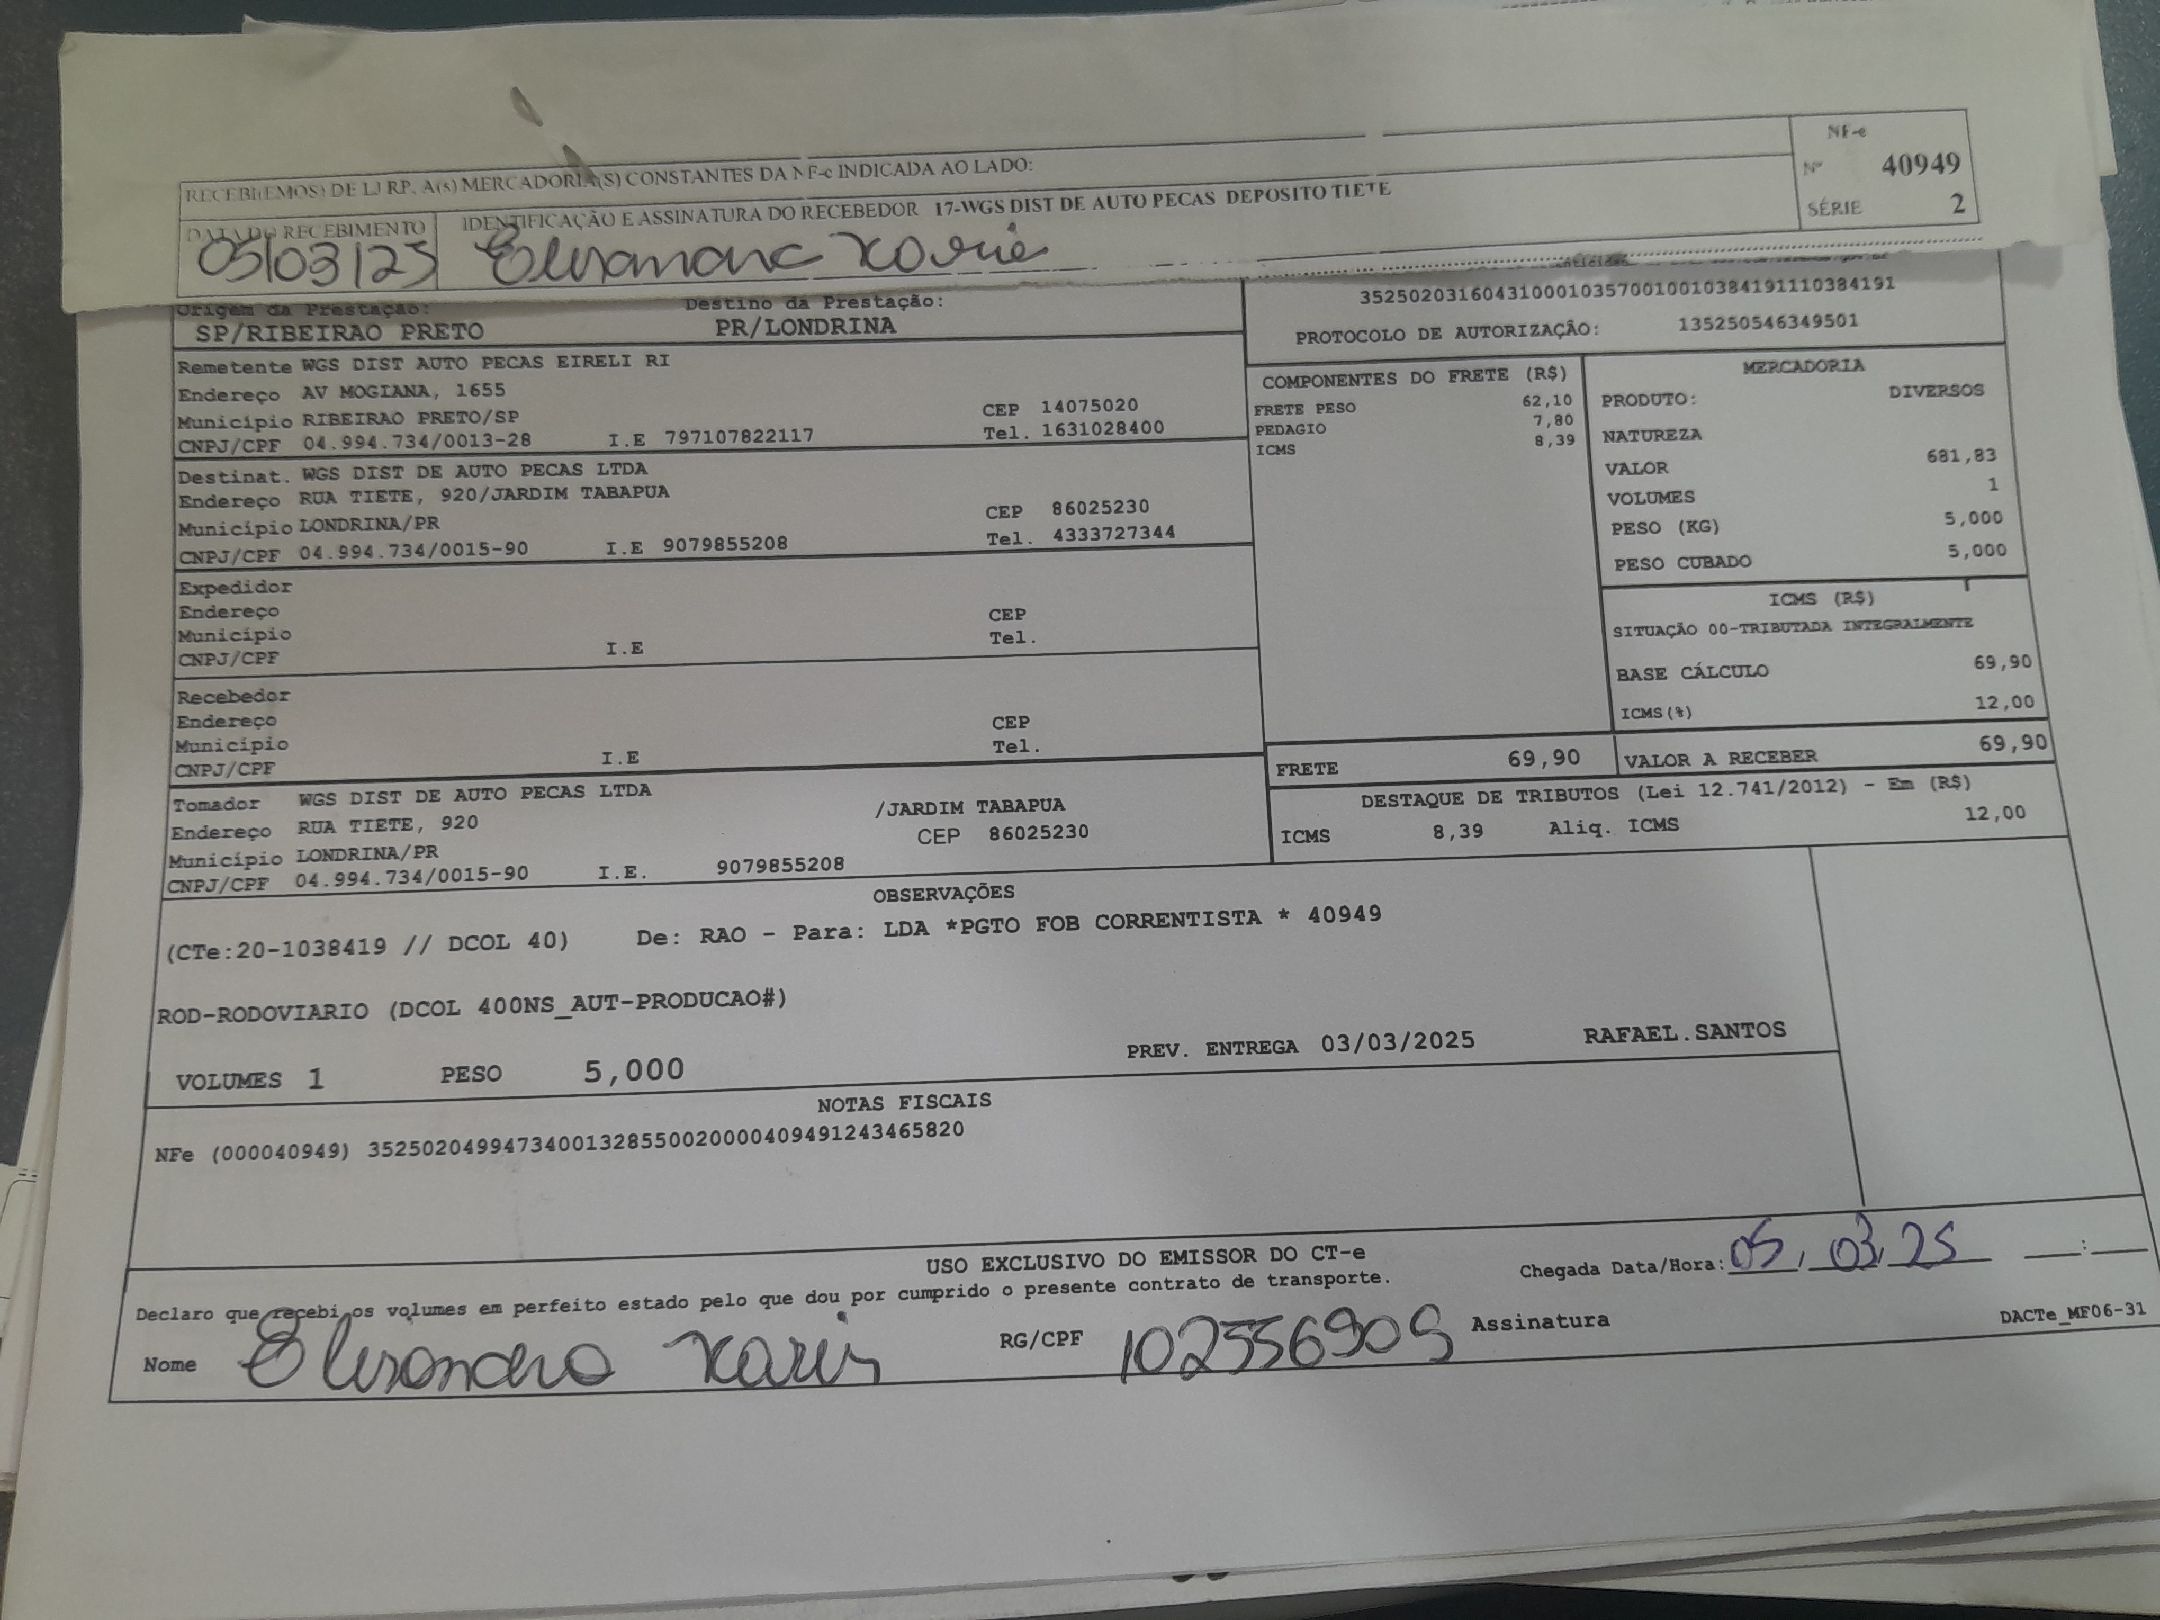 RECEBI(EMOS) DE LJ RP, A(S) MERCADORIA(S) CONSTANTES DA NF-e INDICADA AO LADO:
NF-e
Nº 40949
SÉRIE 2
DATA DO RECEBIMENTO IDENTIFICAÇÃO E ASSINATURA DO RECEBEDOR 17-WGS DIST DE AUTO PECAS DEPOSITO TIETE
05/03/25
Origem da Prestação: Destino da Prestação:
SP/RIBEIRAO PRETO PR/LONDRINA
35250203160431000103570010010384191110384191
PROTOCOLO DE AUTORIZAÇÃO: 135250546349501
Remetente WGS DIST AUTO PECAS EIRELI RI
Endereço AV MOGIANA, 1655
Município RIBEIRAO PRETO/SP CEP 14075020
CNPJ/CPF 04.994.734/0013-28 I.E 797107822117 Tel. 1631028400
Destinat. WGS DIST DE AUTO PECAS LTDA
Endereço RUA TIETE, 920/JARDIM TABAPUA
Município LONDRINA/PR CEP 86025230
CNPJ/CPF 04.994.734/0015-90 I.E 9079855208 Tel. 4333727344
Expedidor
Endereço
Município CEP
CNPJ/CPF I.E Tel.
Recebedor
Endereço
Município CEP
CNPJ/CPF I.E Tel.
Tomador WGS DIST DE AUTO PECAS LTDA
Endereço RUA TIETE, 920 /JARDIM TABAPUA
Município LONDRINA/PR CEP 86025230
CNPJ/CPF 04.994.734/0015-90 I.E. 9079855208
COMPONENTES DO FRETE (R$)
FRETE PESO 62,10
PEDAGIO 7,80
ICMS 8,39
MERCADORIA
PRODUTO: DIVERSOS
NATUREZA
VALOR 681,83
VOLUMES 1
PESO (KG) 5,000
PESO CUBADO 5,000
ICMS (R$)
SITUAÇÃO 00-TRIBUTADA INTEGRALMENTE
BASE CÁLCULO 69,90
ICMS(%) 12,00
FRETE 69,90 VALOR A RECEBER 69,90
DESTAQUE DE TRIBUTOS (Lei 12.741/2012) - Em (R$)
ICMS 8,39 Aliq. ICMS 12,00
OBSERVAÇÕES
(CTe:20-1038419 // DCOL 40) De: RAO - Para: LDA *PGTO FOB CORRENTISTA * 40949
ROD-RODOVIARIO (DCOL 400NS_AUT-PRODUCAO#)
VOLUMES 1 PESO 5,000 PREV. ENTREGA 03/03/2025 RAFAEL.SANTOS
NOTAS FISCAIS
NFe (000040949) 35250204994734001328550020000409491243465820
USO EXCLUSIVO DO EMISSOR DO CT-e
Declaro que recebi os volumes em perfeito estado pelo que dou por cumprido o presente contrato de transporte.
Chegada Data/Hora: 05/03/25 __:__
Nome RG/CPF 102556909 Assinatura
DACTe_MF06-31